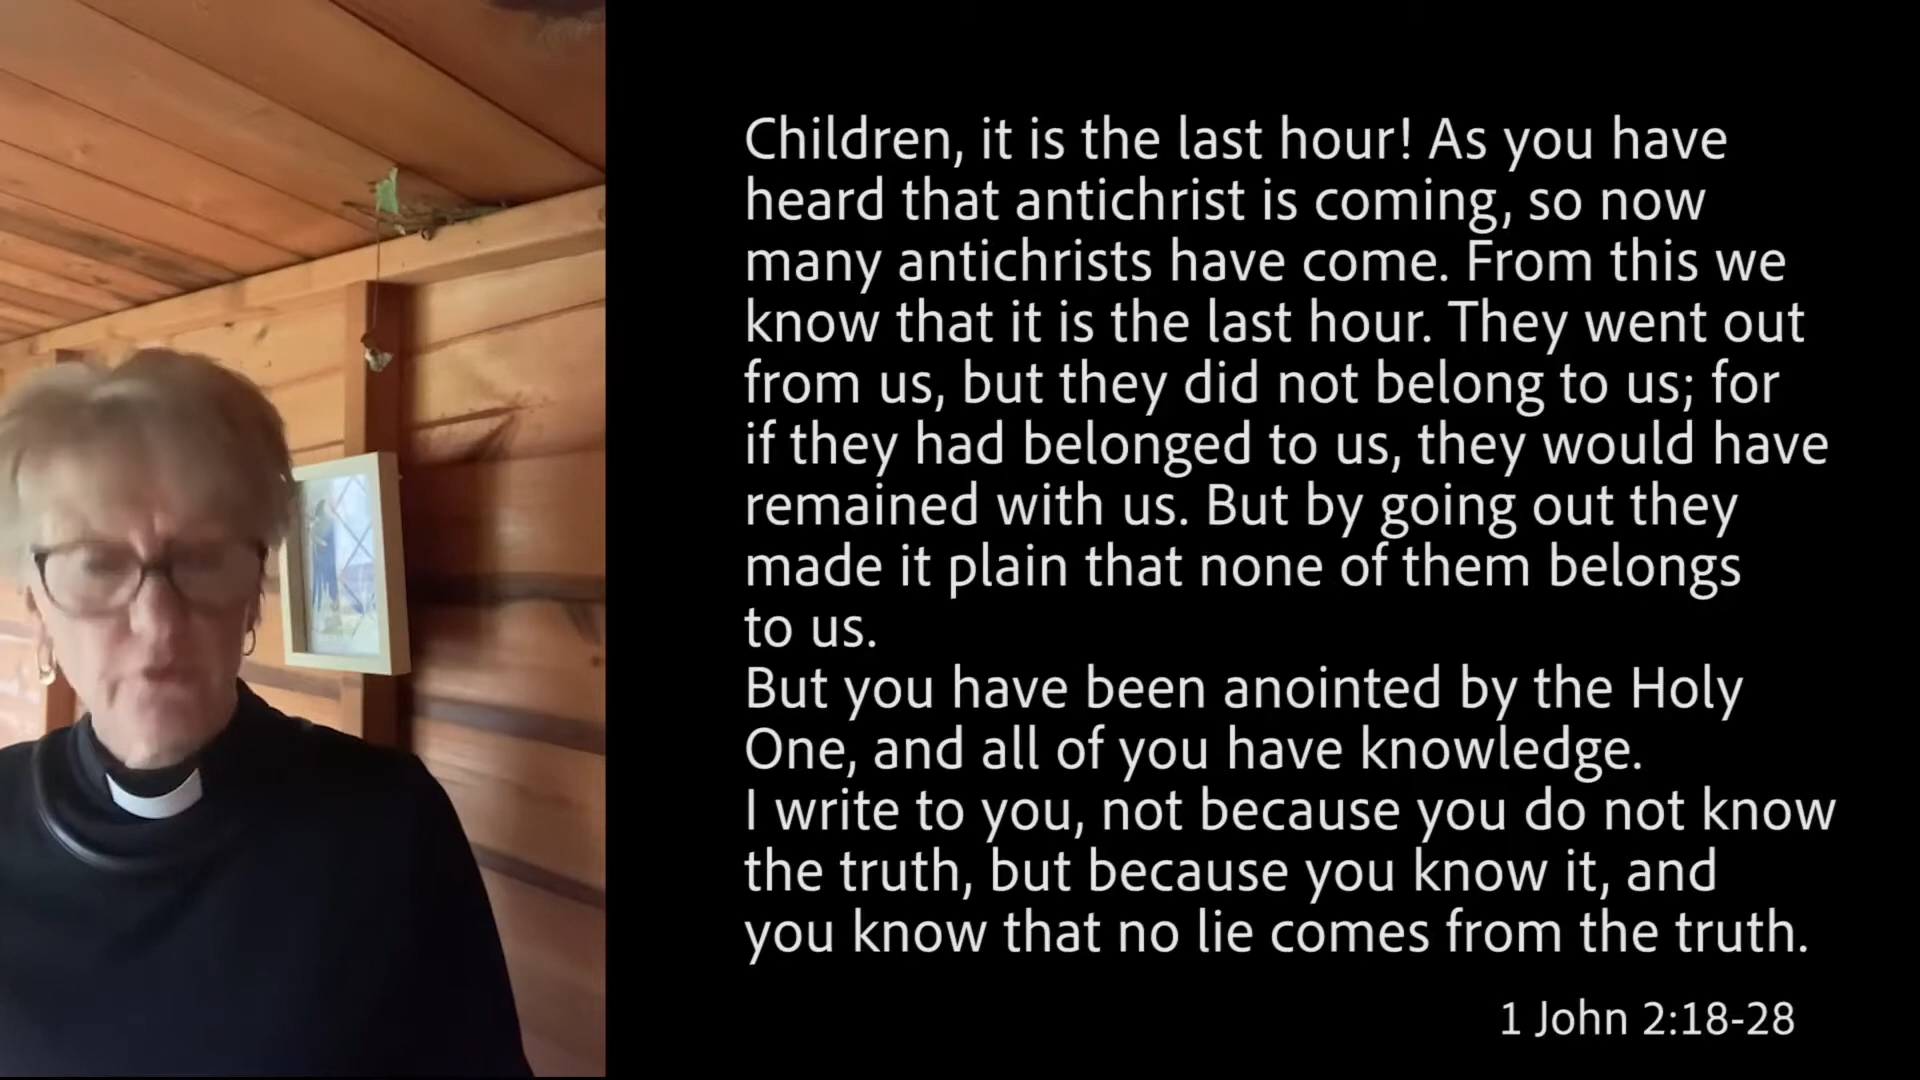 Children, it is the last hour! As you have
heard that antichrist is coming, so now
many antichrists have come. From this we
know that it is the last hour. They went out
from us, but they did not belong to us; for
if they had belonged to us, they would have
remained with us. But by going out they
made it plain that none of them belongs
to us.
But you have been anointed by the Holy
One, and all of you have knowledge.
I write to you, not because you do not know
the truth, but because you know it, and
you know that no lie comes from the truth.
1 John 2:18-28